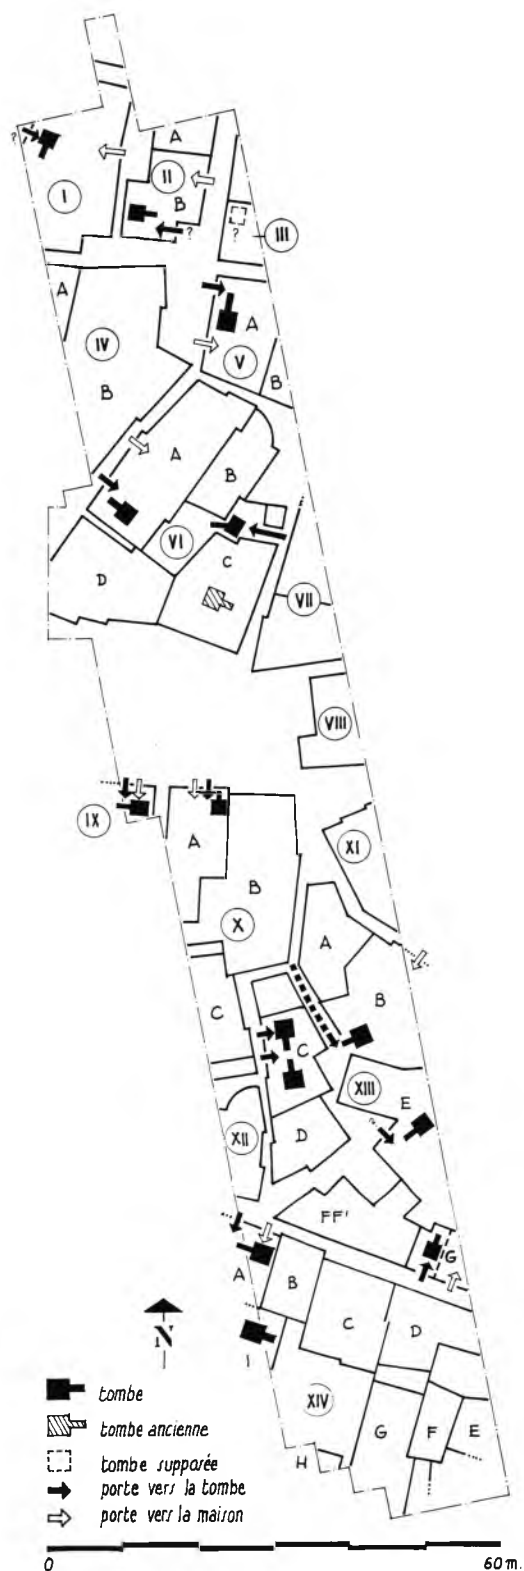 A
?
II
I
B
?
?
III
A
A
IV
V
B
B
A
B
VI
C
D
VII
VIII
IX
A
XI
B
X
A
B
C
C
XIII
E
XII
D
FF'
G
A
B
N
C
D
I
tombe
XIV
tombe ancienne
G
F
E
H
tombe supposée
porte vers la tombe
porte vers la maison
0
60 m.